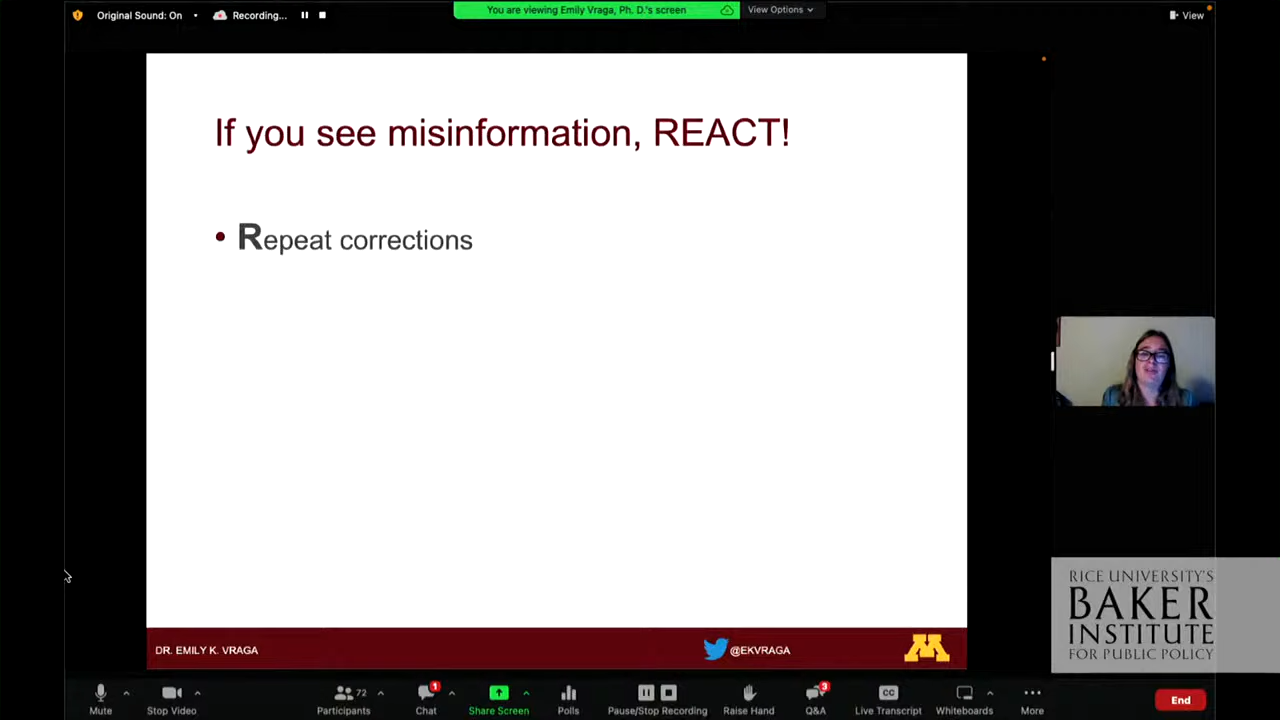 Original Sound: On
Recording...
You are viewing Emily Vraga, Ph. D.'s screen
View Options
View
If you see misinformation, REACT!
• Repeat corrections
DR. EMILY K. VRAGA
@EKVRAGA
M
RICE UNIVERSITY'S
BAKER
INSTITUTE
FOR PUBLIC POLICY
Mute
Stop Video
72
Participants
1
Chat
Share Screen
Polls
Pause/Stop Recording
Raise Hand
3
Q&A
CC
Live Transcript
Whiteboards
More
End